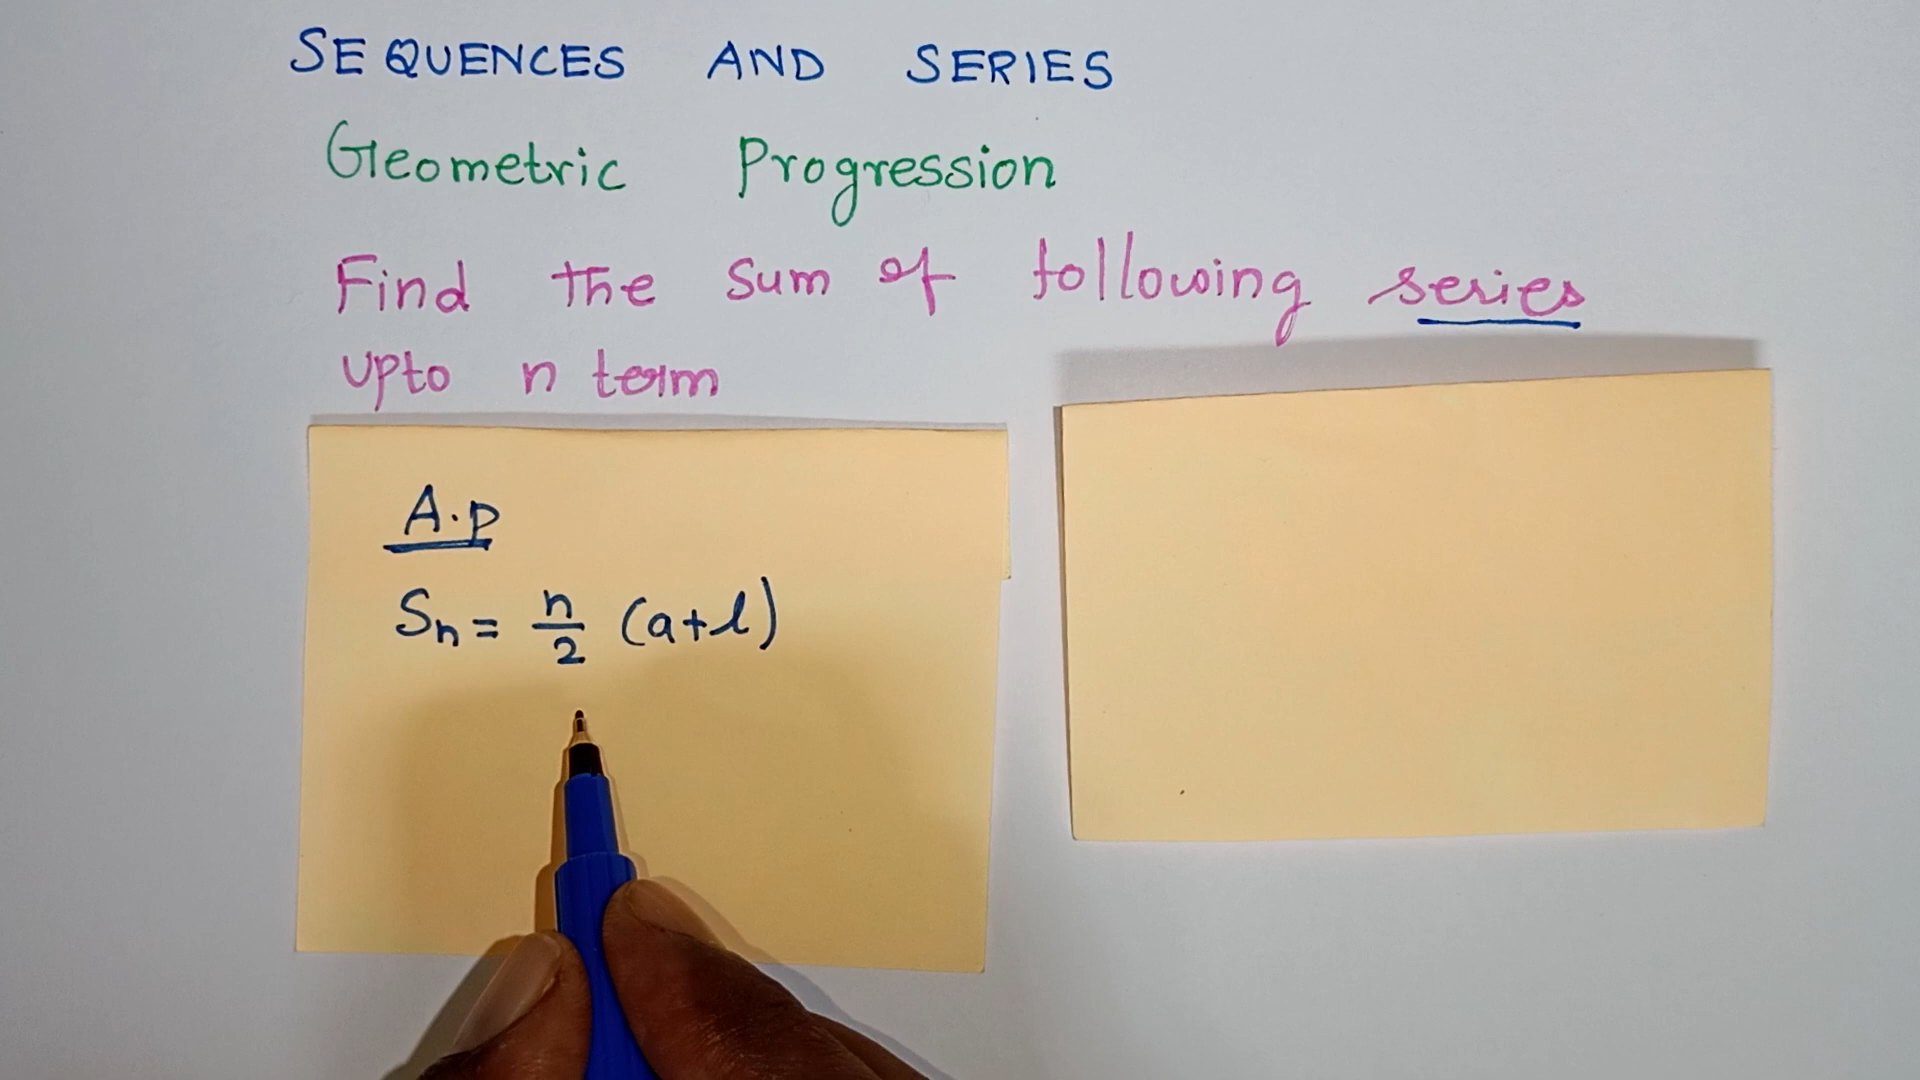 SEQUENCES AND SERIES
Geometric Progression
Find the sum of following series
upto n term
A.p
Sn = n/2 (a+l)